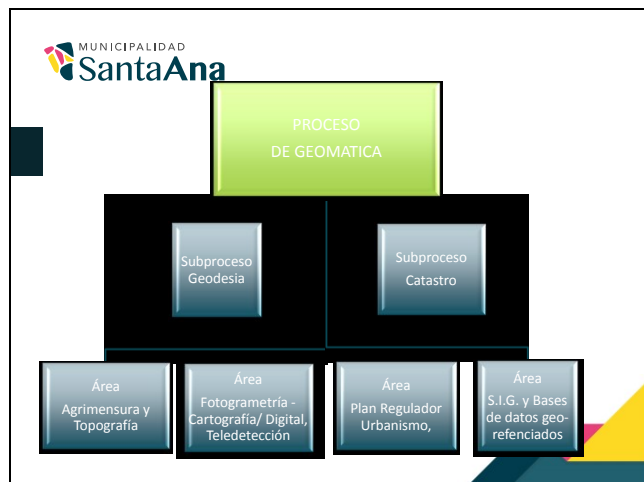 MUNICIPALIDAD
SantaAna
PROCESO
DE GEOMATICA
Subproceso
Geodesia
Subproceso
Catastro
Área
Agrimensura y
Topografía
Área
Fotogrametría -
Cartografía/ Digital,
Teledetección
Área
Plan Regulador
Urbanísmo,
Área
S.I.G. y Bases
de datos geo-
refenciados